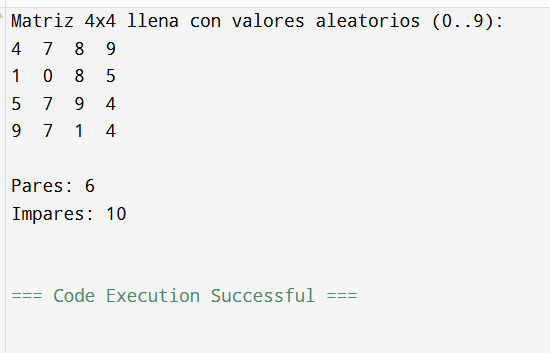 Matriz 4x4 llena con valores aleatorios (0..9):
4 7 8 9
1 0 8 5
5 7 9 4
9 7 1 4
Pares: 6
Impares: 10
=== Code Execution Successful ===